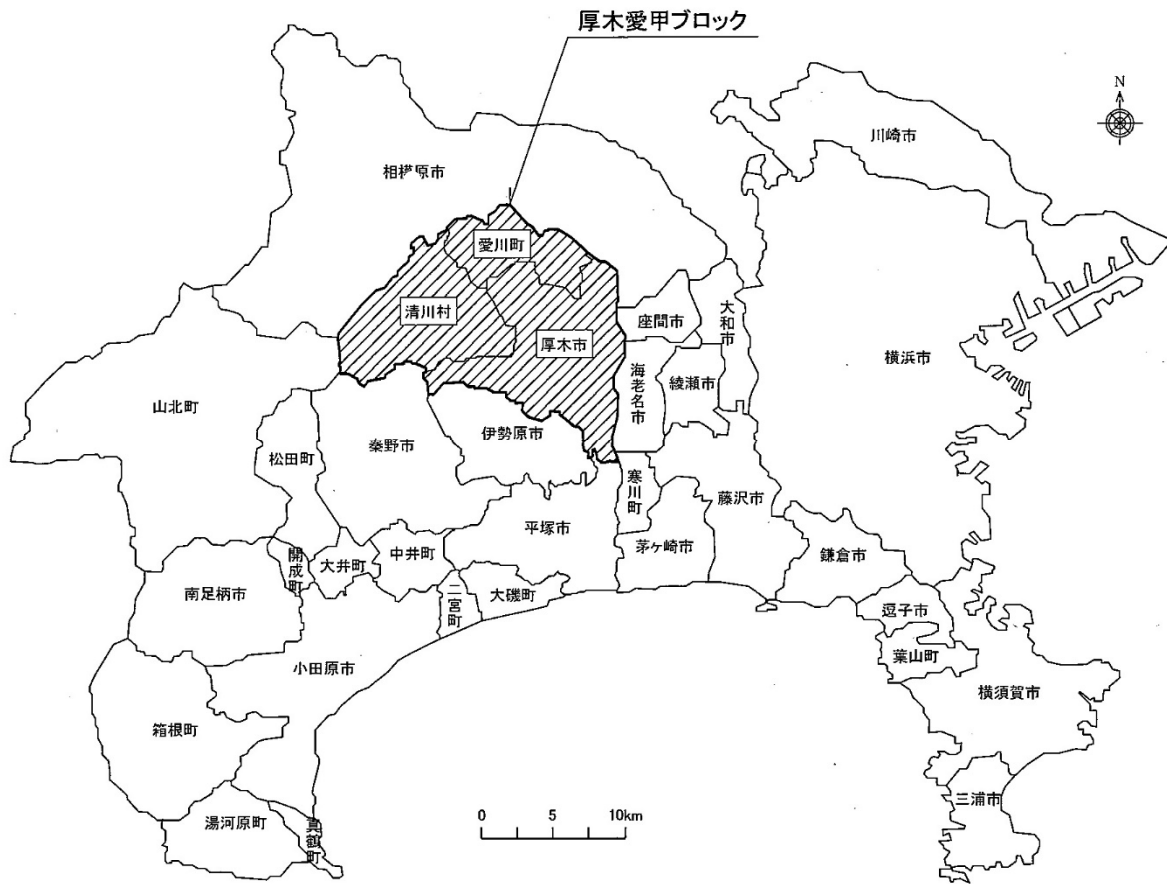 厚木愛甲ブロック
N
川崎市
相模原市
愛川町
清川村
厚木市
座間市
大和市
横浜市
海老名市
綾瀬市
山北町
松田町
秦野市
伊勢原市
寒川町
藤沢市
平塚市
茅ヶ崎市
鎌倉市
開成町
大井町
中井町
南足柄市
二宮町
大磯町
逗子市
葉山町
小田原市
横須賀市
箱根町
三浦市
湯河原町
真鶴町
0 5 10km